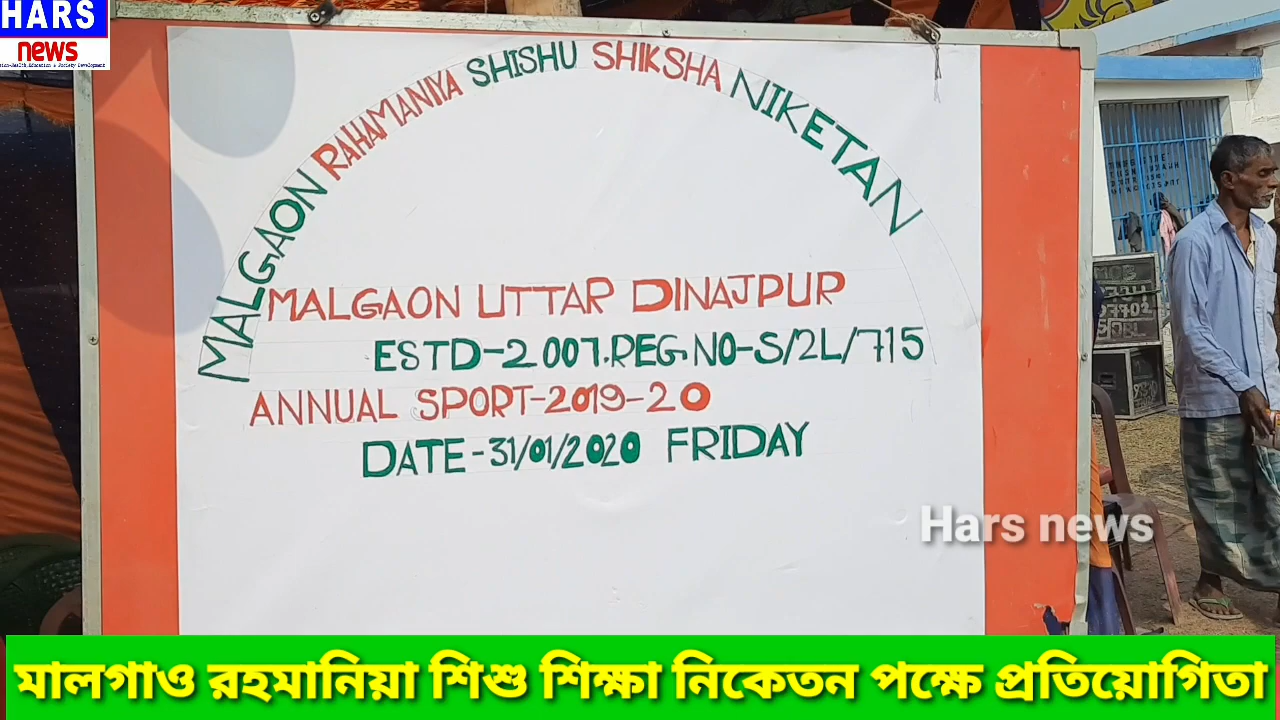 HARS
news
MALGAON RAHAMANIYA SHISHU SHIKSHA NIKETAN
MALGAON UTTAR DINAJPUR
ESTD-2007.REG.NO-S/2L/715
ANNUAL SPORT-2019-20
DATE-31/01/2020 FRIDAY
Hars news
মালগাও রহমানিয়া শিশু শিক্ষা নিকেতন পক্ষে প্রতিয়োগিতা